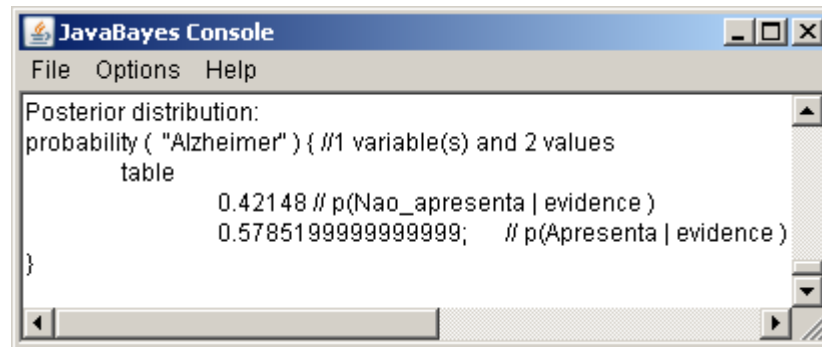 JavaBayes Console
File Options Help
Posterior distribution:
probability ( "Alzheimer" ) { //1 variable(s) and 2 values
table
0.42148 // p(Nao_apresenta | evidence )
0.5785199999999999; // p(Apresenta | evidence )
}